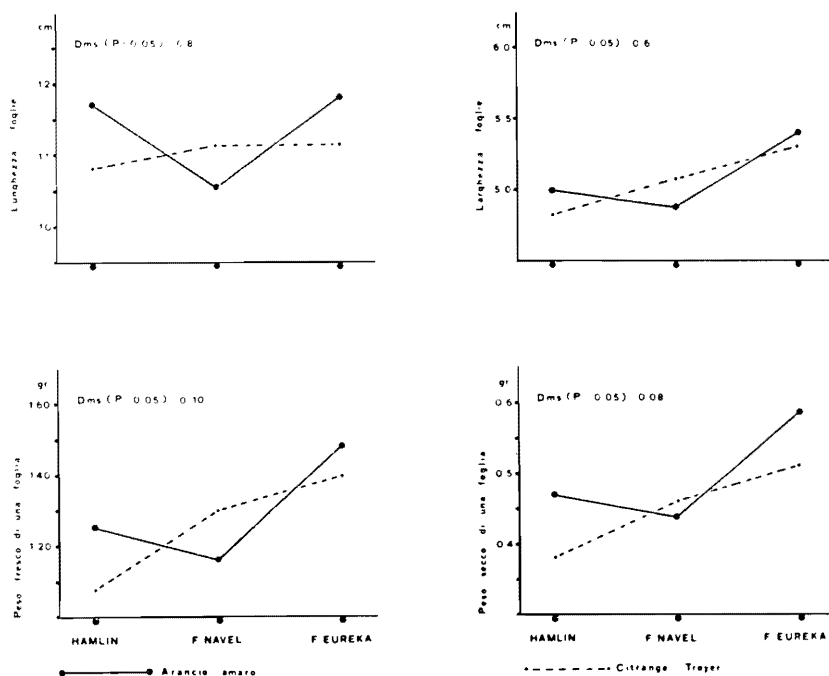 cm
Dms (P 0.05) 0.8
12
11
10
Lunghezza foglie
cm
Dms (P 0.05) 0.6
6.0
5.5
5.0
Larghezza foglie
gr
Dms (P 0.05) 0.10
1.60
1.40
1.20
Peso fresco di una foglia
HAMLIN F NAVEL F EUREKA
gr
Dms (P 0.05) 0.08
0.6
0.5
0.4
Peso secco di una foglia
HAMLIN F NAVEL F EUREKA
Arancio amaro
Citrange Troyer